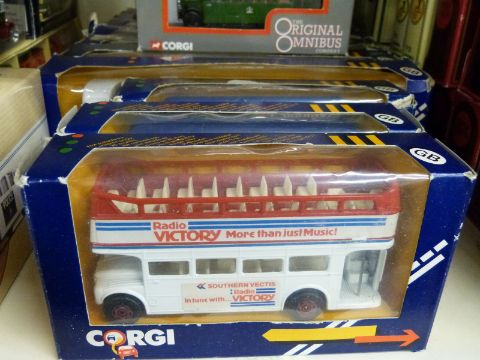 THE
ORIGINAL
OMNIBUS
COMPANY
CORGI
GB
GB
Radio
VICTORY More than just Music!
SOUTHERN VECTIS
Radio
In tune with... VICTORY
CORGI